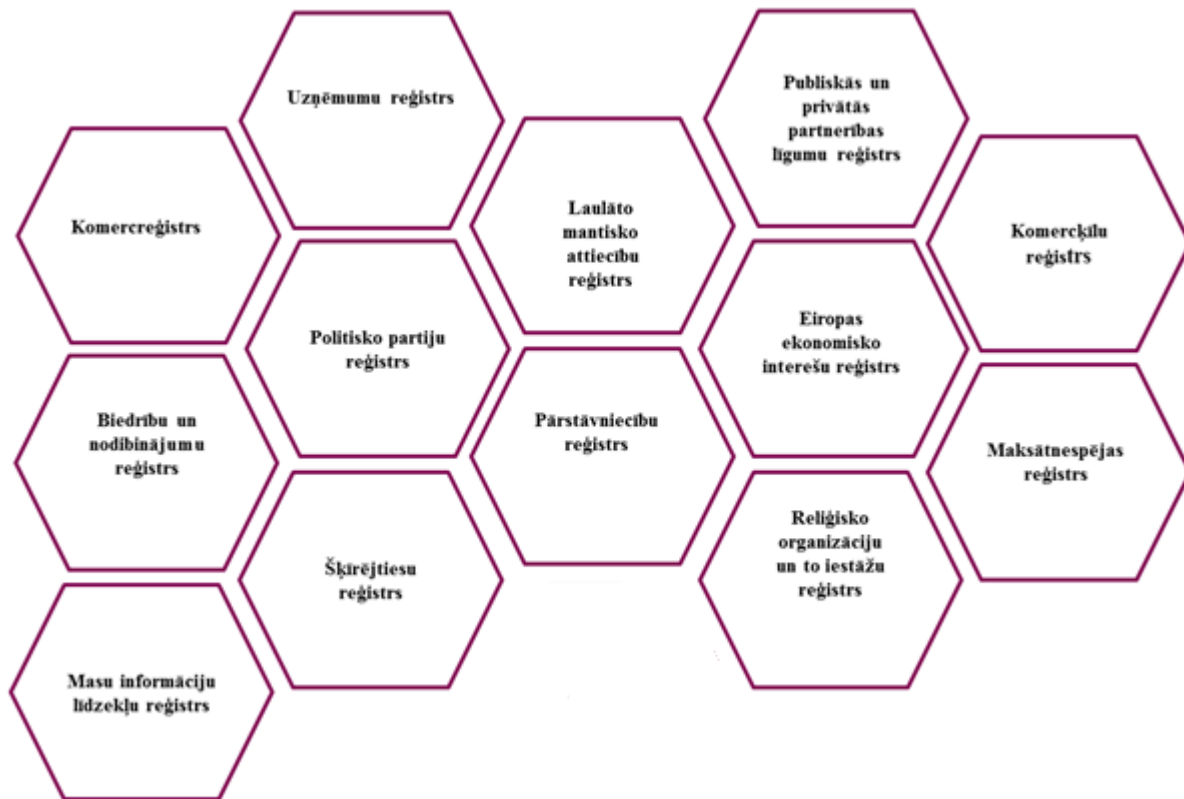 Uzņēmumu reģistrs
Publiskās un
privātās
partnerības
līgumu reģistrs
Komercreģistrs
Laulāto
mantisko
attiecību
reģistrs
Komercķīlu
reģistrs
Politisko partiju
reģistrs
Eiropas
ekonomisko
interešu reģistrs
Biedrību un
nodibinājumu
reģistrs
Pārstāvniecību
reģistrs
Maksātnespējas
reģistrs
Šķīrējtiesu
reģistrs
Reliģisko
organizāciju
un to iestāžu
reģistrs
Masu informāciju
līdzekļu reģistrs